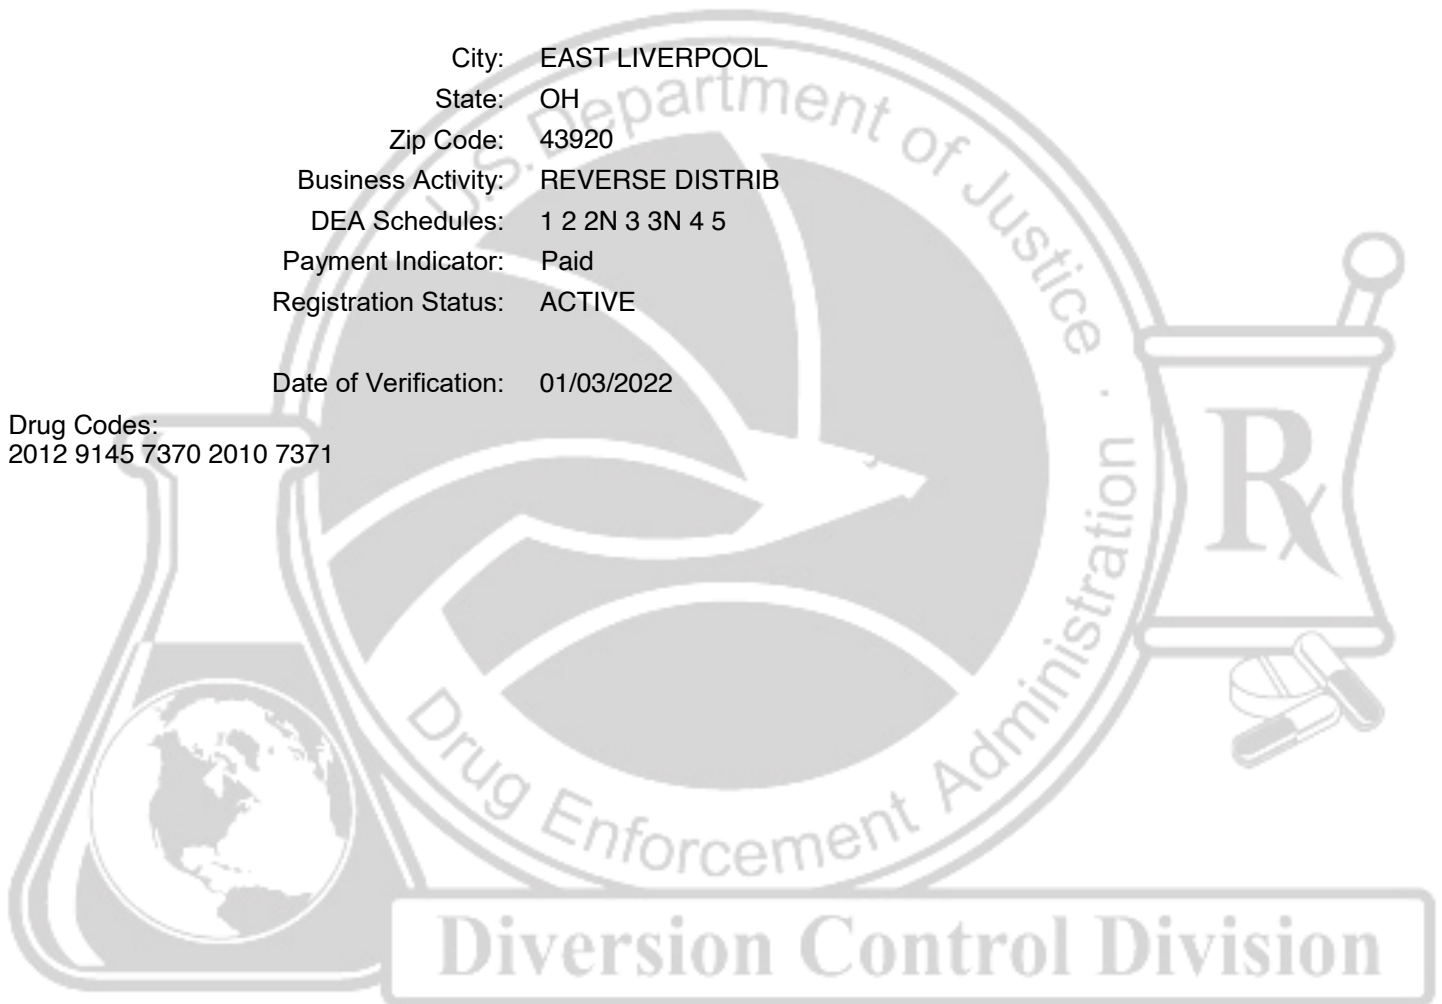 City: EAST LIVERPOOL
State: OH
Zip Code: 43920
Business Activity: REVERSE DISTRIB
DEA Schedules: 1 2 2N 3 3N 4 5
Payment Indicator: Paid
Registration Status: ACTIVE
Date of Verification: 01/03/2022
Drug Codes:
2012 9145 7370 2010 7371
U.S. Department of Justice ·
Drug Enforcement Administration
Rx
Diversion Control Division